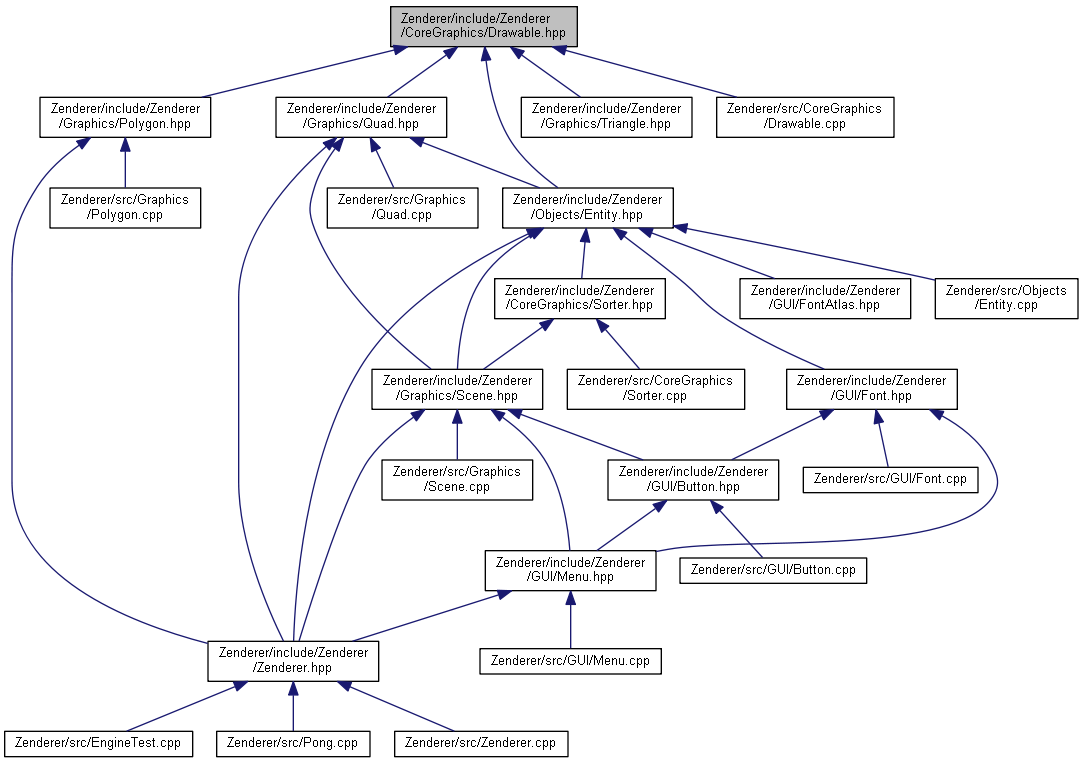 Zenderer/include/Zenderer
/CoreGraphics/Drawable.hpp
Zenderer/include/Zenderer
/Graphics/Polygon.hpp
Zenderer/include/Zenderer
/Graphics/Quad.hpp
Zenderer/include/Zenderer
/Graphics/Triangle.hpp
Zenderer/src/CoreGraphics
/Drawable.cpp
Zenderer/src/Graphics
/Polygon.cpp
Zenderer/src/Graphics
/Quad.cpp
Zenderer/include/Zenderer
/Objects/Entity.hpp
Zenderer/include/Zenderer
/CoreGraphics/Sorter.hpp
Zenderer/include/Zenderer
/GUI/FontAtlas.hpp
Zenderer/src/Objects
/Entity.cpp
Zenderer/include/Zenderer
/Graphics/Scene.hpp
Zenderer/src/CoreGraphics
/Sorter.cpp
Zenderer/include/Zenderer
/GUI/Font.hpp
Zenderer/src/Graphics
/Scene.cpp
Zenderer/include/Zenderer
/GUI/Button.hpp
Zenderer/src/GUI/Font.cpp
Zenderer/include/Zenderer
/GUI/Menu.hpp
Zenderer/src/GUI/Button.cpp
Zenderer/include/Zenderer
/Zenderer.hpp
Zenderer/src/GUI/Menu.cpp
Zenderer/src/EngineTest.cpp
Zenderer/src/Pong.cpp
Zenderer/src/Zenderer.cpp